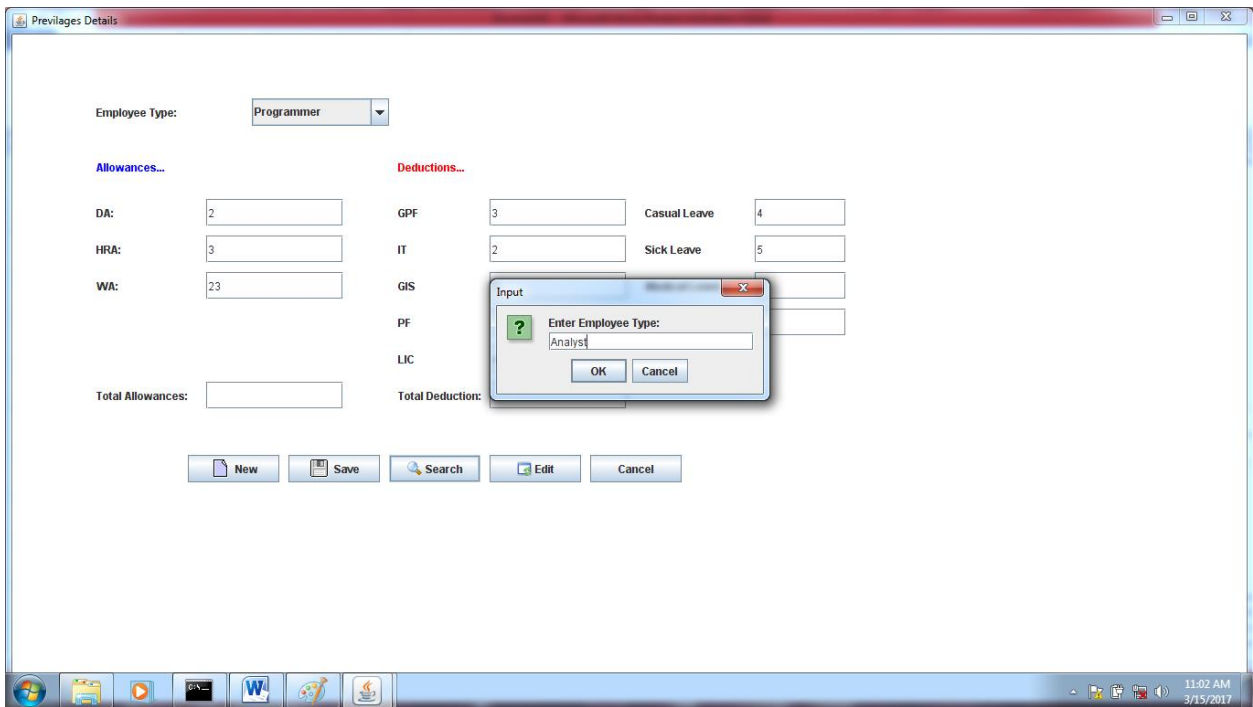 Previlages Details
Employee Type: Programmer
Allowances... Deductions...
DA: 2 GPF 3 Casual Leave 4
HRA: 3 IT 2 Sick Leave 5
WA: 23 GIS
Input
PF
Enter Employee Type:
Analyst
LIC
OK Cancel
Total Allowances: Total Deduction:
New Save Search Edit Cancel
11:02 AM
3/15/2017